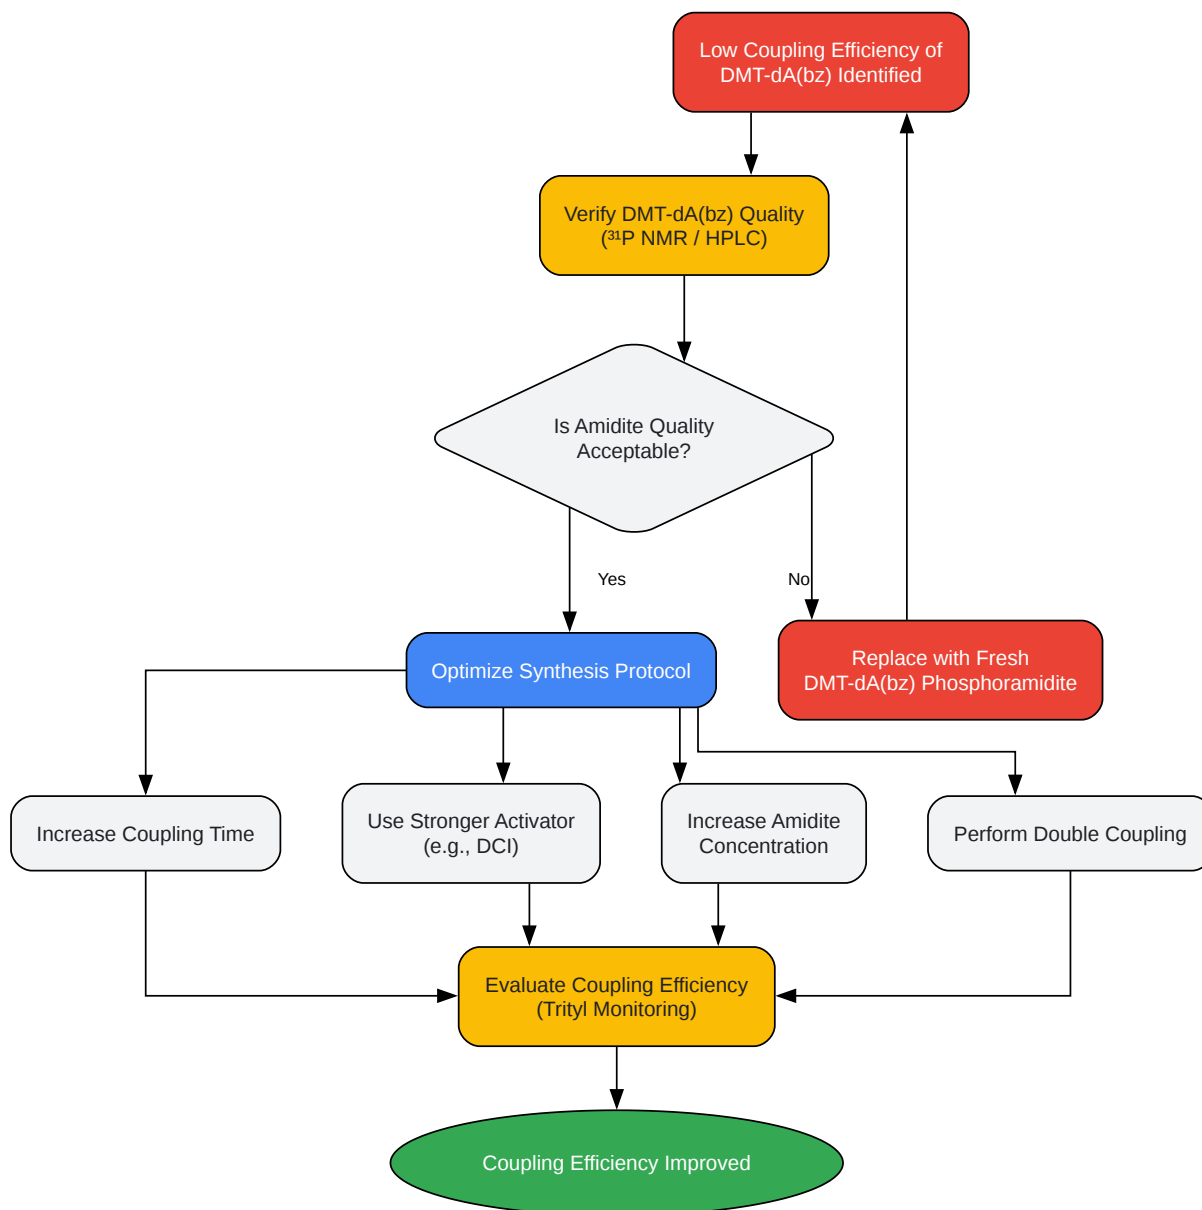 Low Coupling Efficiency of
DMT-dA(bz) Identified
Verify DMT-dA(bz) Quality
(³¹P NMR / HPLC)
Is Amidite Quality
Acceptable?
Yes
No
Optimize Synthesis Protocol
Replace with Fresh
DMT-dA(bz) Phosphoramidite
Increase Coupling Time
Use Stronger Activator
(e.g., DCI)
Increase Amidite
Concentration
Perform Double Coupling
Evaluate Coupling Efficiency
(Trityl Monitoring)
Coupling Efficiency Improved